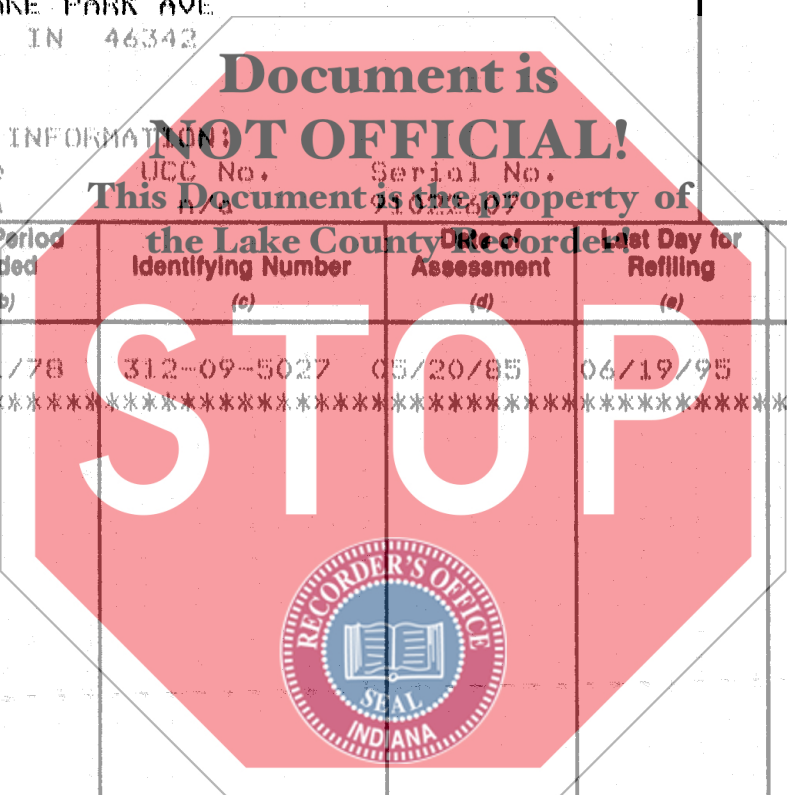 AKE PARK AVE
IN 46342
Document is
INFORMATION:
NOT OFFICIAL!
UCC No. Serial No.
This Document is the property of
n/a
the Lake County Recorder!
Period Date of Last Day for
ded Identifying Number Assessment Refiling
b) (c) (d) (e)
/78 312-09-5027 05/20/85 06/19/95
STOP
RECORDER'S OFFICE
SEAL
INDIANA